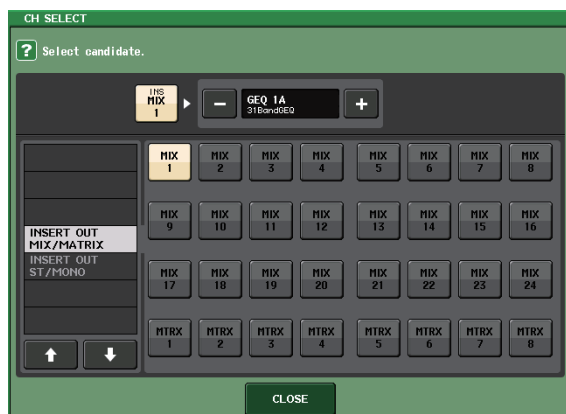 CH SELECT
? Select candidate.
INS
MIX
1
−
GEQ 1A
31BandGEQ
+
MIX 1 MIX 2 MIX 3 MIX 4 MIX 5 MIX 6 MIX 7 MIX 8
MIX 9 MIX 10 MIX 11 MIX 12 MIX 13 MIX 14 MIX 15 MIX 16
INSERT OUT
MIX/MATRIX
INSERT OUT
ST/MONO
MIX 17 MIX 18 MIX 19 MIX 20 MIX 21 MIX 22 MIX 23 MIX 24
MTRX 1 MTRX 2 MTRX 3 MTRX 4 MTRX 5 MTRX 6 MTRX 7 MTRX 8
CLOSE